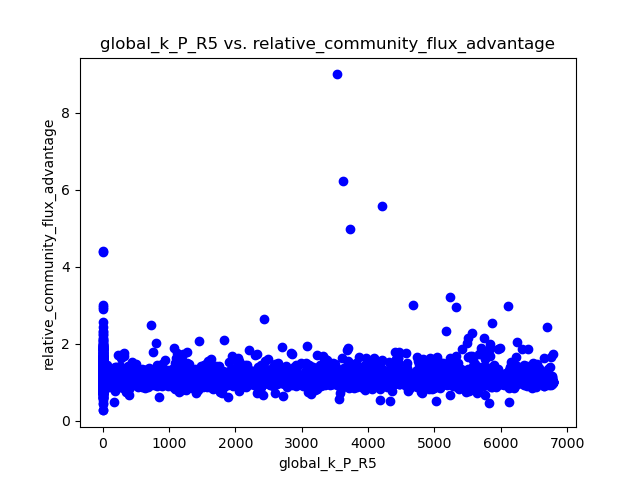 global_k_P_R5 vs. relative_community_flux_advantage
relative_community_flux_advantage
8
6
4
2
0
0 1000 2000 3000 4000 5000 6000 7000
global_k_P_R5